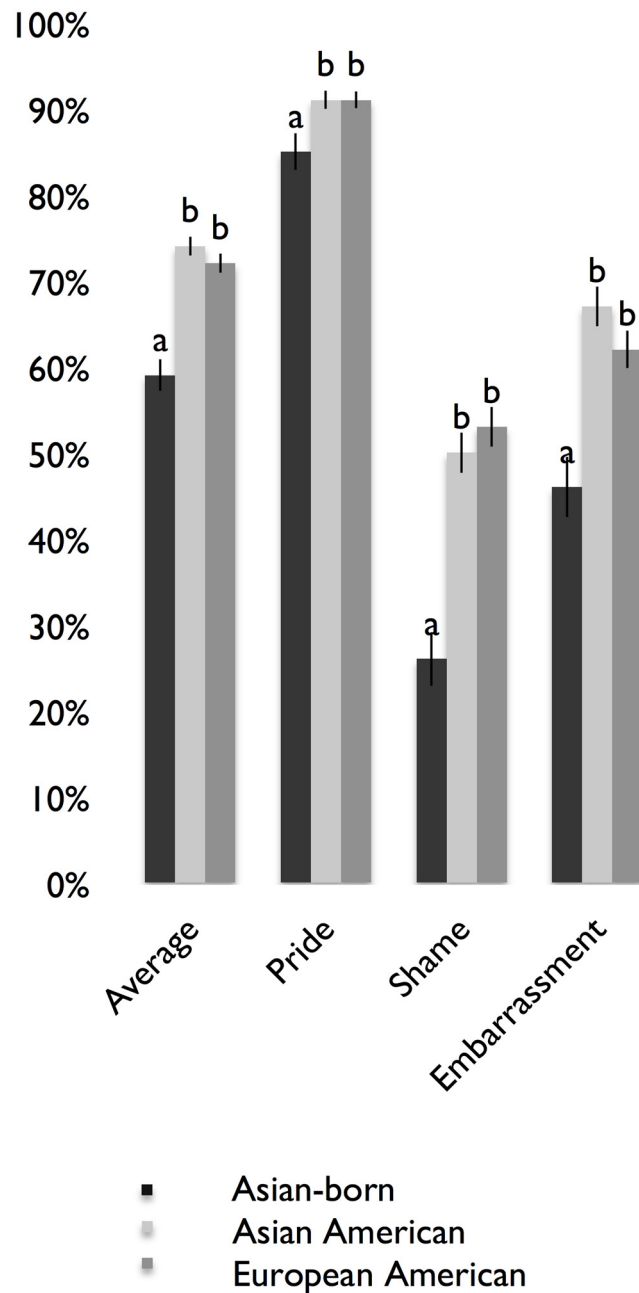 100%
90%
80%
70%
60%
50%
40%
30%
20%
10%
0%
a b b
a b b
a b b
a b b
Average
Pride
Shame
Embarrassment
Asian-born
Asian American
European American